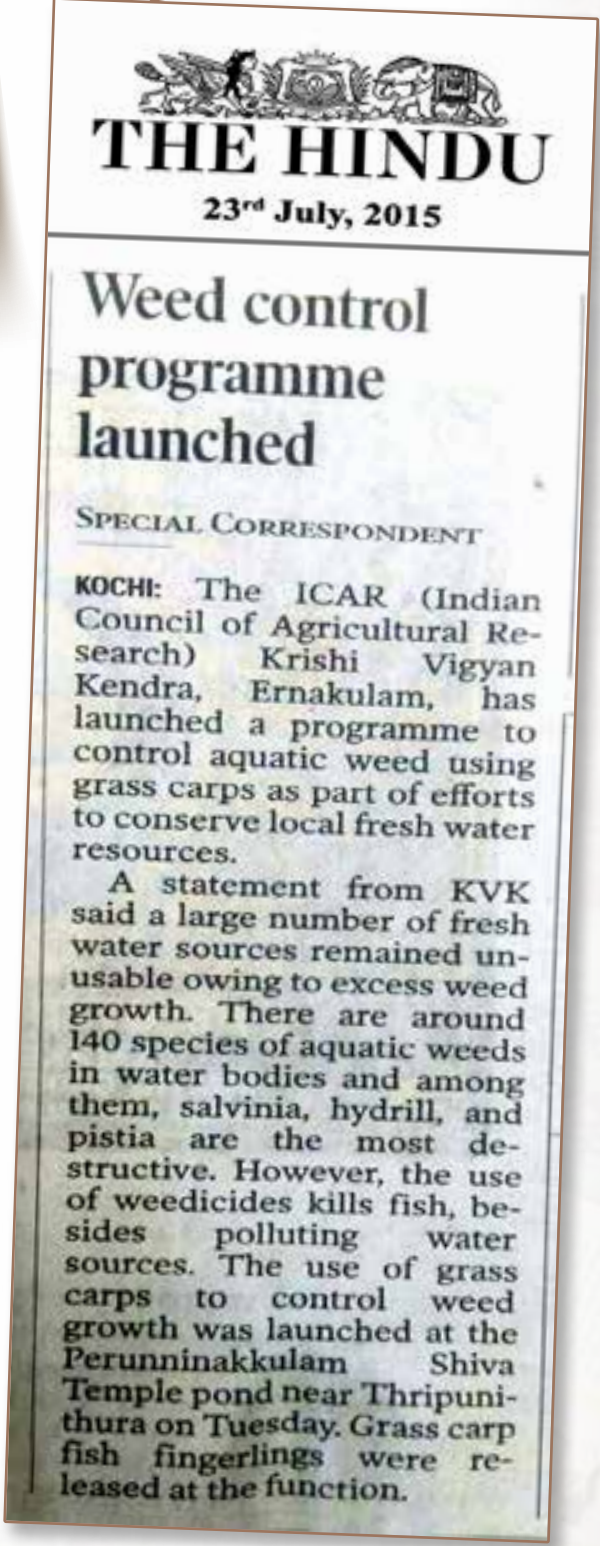 THE HINDU
23rd July, 2015
Weed control
programme
launched
SPECIAL CORRESPONDENT
KOCHI: The ICAR (Indian
Council of Agricultural Re-
search) Krishi Vigyan
Kendra, Ernakulam, has
launched a programme to
control aquatic weed using
grass carps as part of efforts
to conserve local fresh water
resources.
A statement from KVK
said a large number of fresh
water sources remained un-
usable owing to excess weed
growth. There are around
140 species of aquatic weeds
in water bodies and among
them, salvinia, hydrill, and
pistia are the most de-
structive. However, the use
of weedicides kills fish, be-
sides polluting water
sources. The use of grass
carps to control weed
growth was launched at the
Perunninakkulam Shiva
Temple pond near Thripuni-
thura on Tuesday. Grass carp
fish fingerlings were re-
leased at the function.